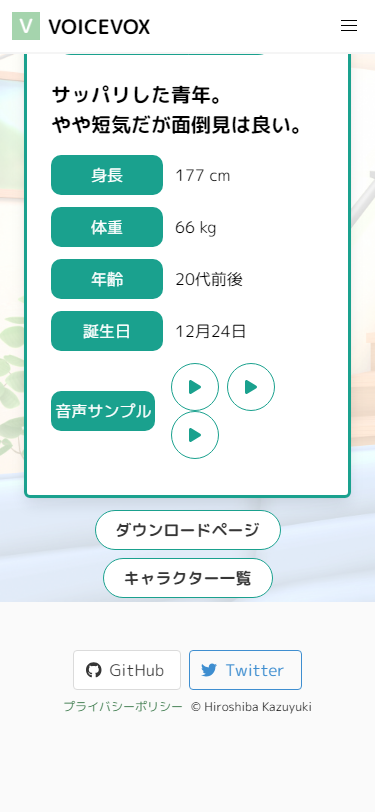 V VOICEVOX
サッパリした青年。
やや短気だが面倒見は良い。
身長 177 cm
体重 66 kg
年齢 20代前後
誕生日 12月24日
音声サンプル
ダウンロードページ
キャラクター一覧
GitHub Twitter
プライバシーポリシー © Hiroshiba Kazuyuki